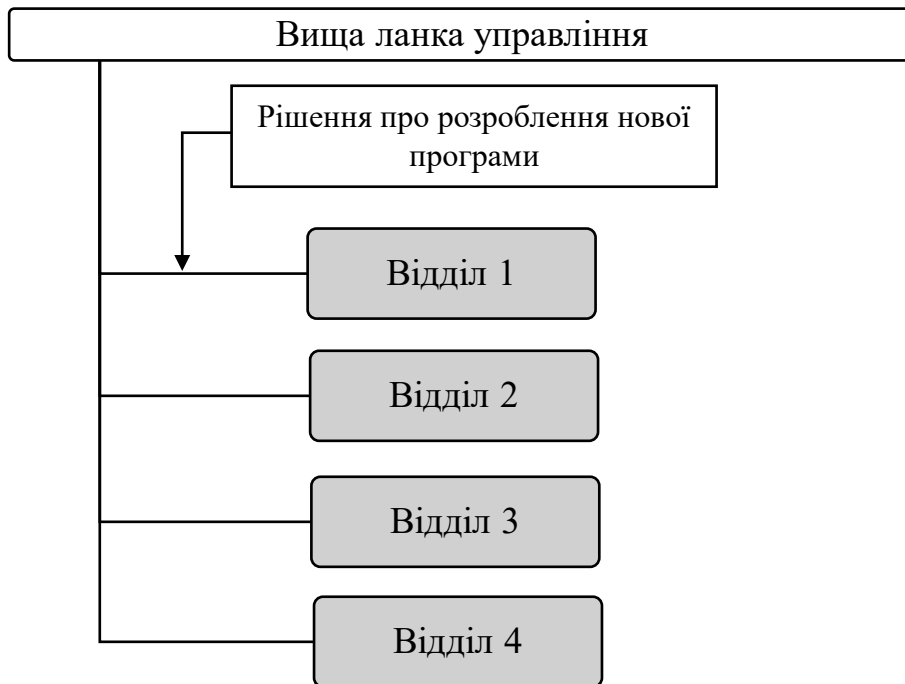 Вища ланка управління
Рішення про розроблення нової
програми
Відділ 1
Відділ 2
Відділ 3
Відділ 4